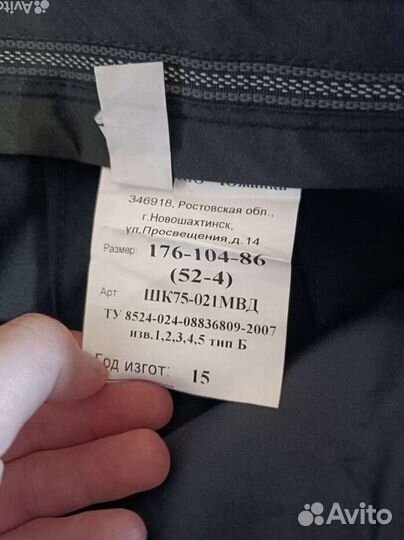 Avito
346918, Ростовская обл.,
г.Новошахтинск,
ул.Просвещения,д.14
Размер: 176-104-86
(52-4)
Арт: ШК75-021МВД
ТУ 8524-024-08836809-2007
изв.1,2,3,4,5 тип Б
Год изгот: 15
Avito